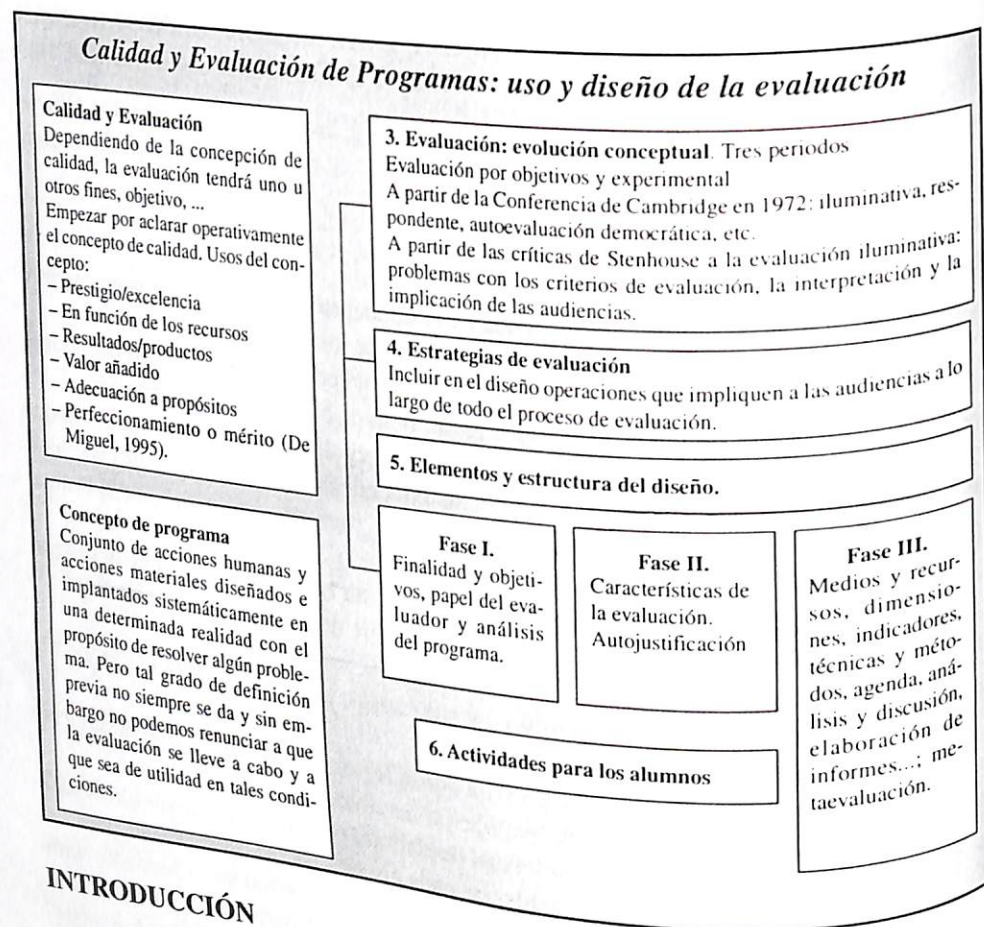 Calidad y Evaluación de Programas: uso y diseño de la evaluación
Calidad y Evaluación
Dependiendo de la concepción de
calidad, la evaluación tendrá uno u
otros fines, objetivo, ...
Empezar por aclarar operativamente
el concepto de calidad. Usos del con-
cepto:
– Prestigio/excelencia
– En función de los recursos
– Resultados/productos
– Valor añadido
– Adecuación a propósitos
– Perfeccionamiento o mérito (De
Miguel, 1995).
Concepto de programa
Conjunto de acciones humanas y
acciones materiales diseñados e
implantados sistemáticamente en
una determinada realidad con el
propósito de resolver algún proble-
ma. Pero tal grado de definición
previa no siempre se da y sin em-
bargo no podemos renunciar a que
la evaluación se lleve a cabo y a
que sea de utilidad en tales condi-
ciones.
3. Evaluación: evolución conceptual. Tres periodos
Evaluación por objetivos y experimental
A partir de la Conferencia de Cambridge en 1972: iluminativa, res-
pondente, autoevaluación democrática, etc.
A partir de las críticas de Stenhouse a la evaluación iluminativa:
problemas con los criterios de evaluación, la interpretación y la
implicación de las audiencias.
4. Estrategias de evaluación
Incluir en el diseño operaciones que impliquen a las audiencias a lo
largo de todo el proceso de evaluación.
5. Elementos y estructura del diseño.
Fase I.
Finalidad y objeti-
vos, papel del eva-
luador y análisis
del programa.
Fase II.
Características de
la evaluación.
Autojustificación
Fase III.
Medios y recur-
sos, dimensio-
nes, indicadores,
técnicas y méto-
dos, agenda, aná-
lisis y discusión,
elaboración de
informes...; me-
taevaluación.
6. Actividades para los alumnos
INTRODUCCIÓN